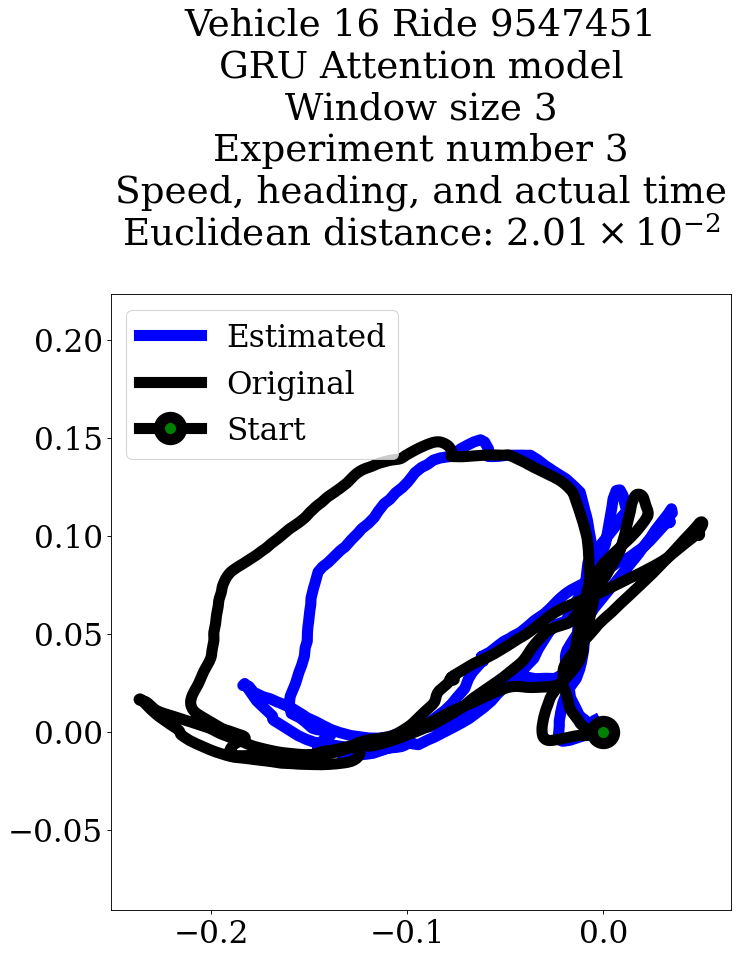 Vehicle 16 Ride 9547451
GRU Attention model
Window size 3
Experiment number 3
Speed, heading, and actual time
Euclidean distance: 2.01 × 10⁻²
Estimated
Original
Start
0.20
0.15
0.10
0.05
0.00
−0.05
−0.2
−0.1
0.0